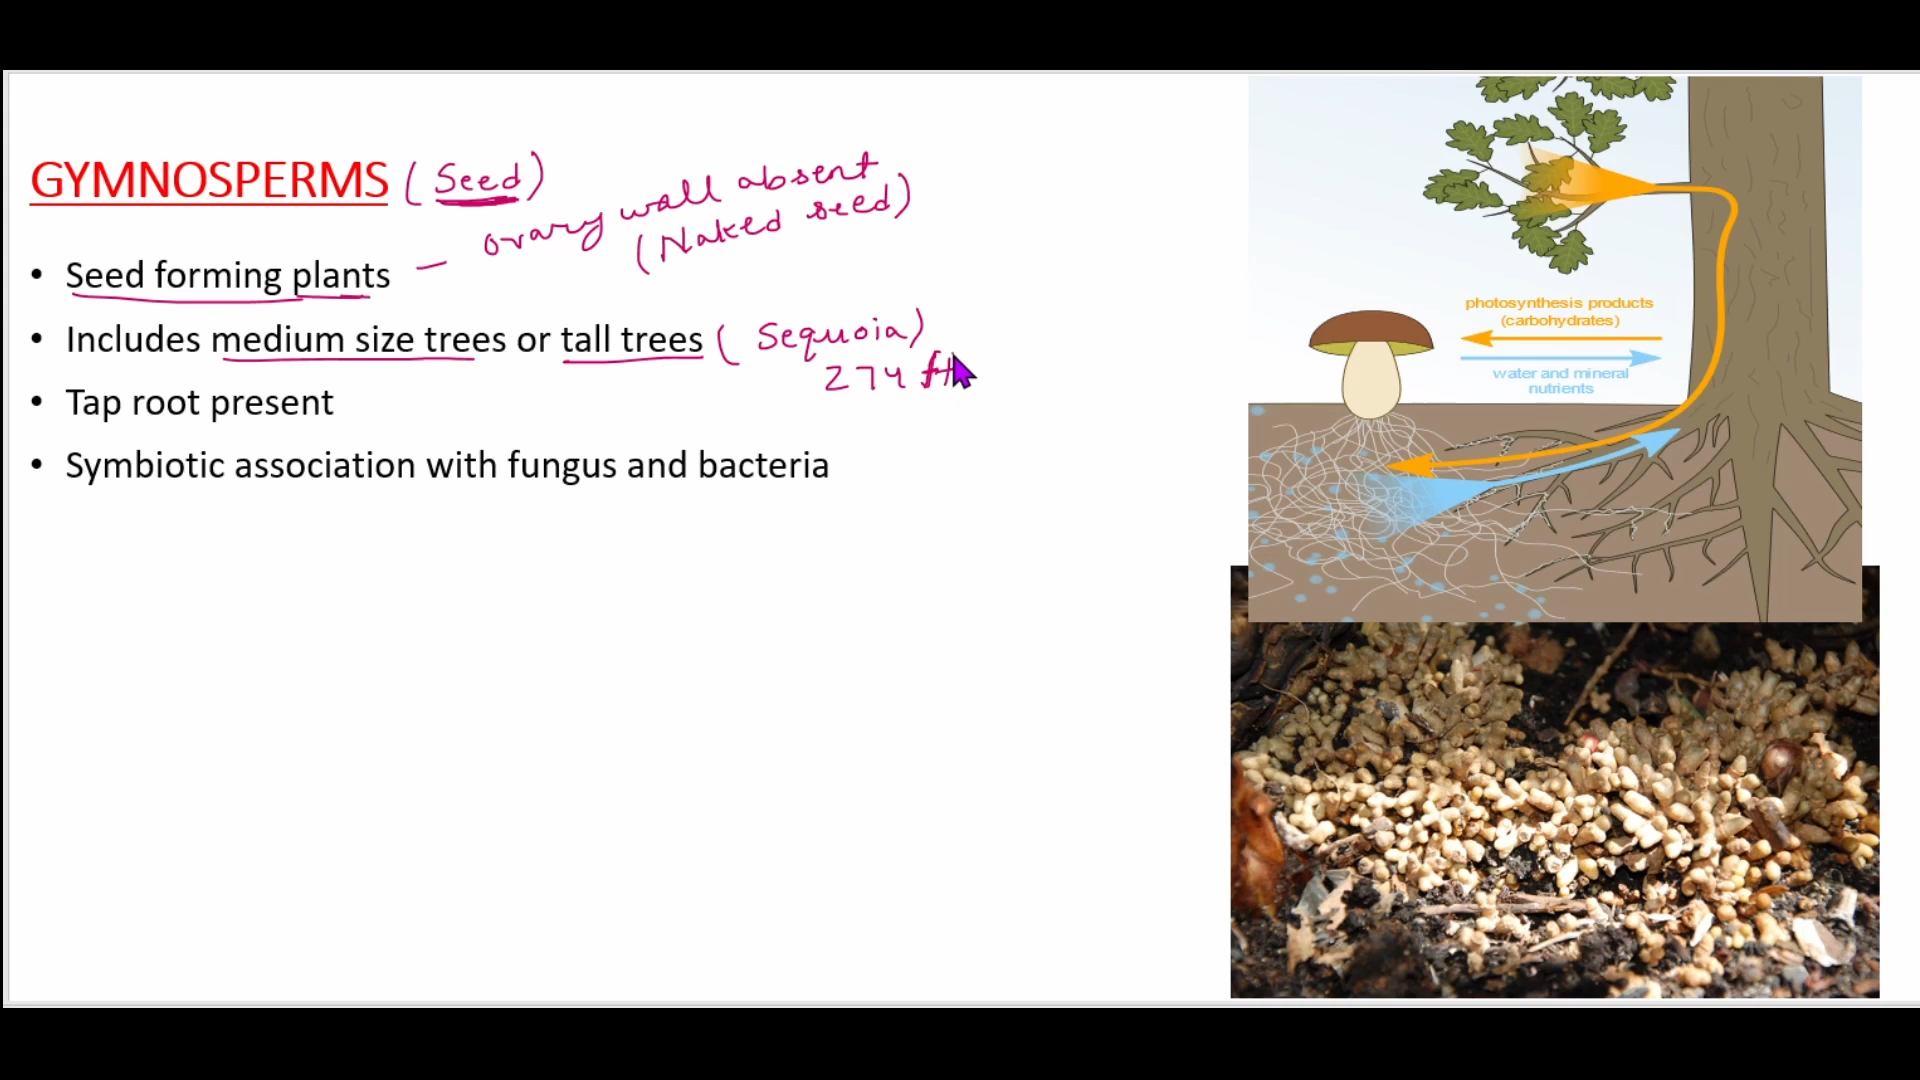 GYMNOSPERMS (Seed)
• Seed forming plants – ovary wall absent
(Naked seed)
• Includes medium size trees or tall trees (Sequoia)
274 ft
• Tap root present
• Symbiotic association with fungus and bacteria
photosynthesis products
(carbohydrates)
water and mineral
nutrients